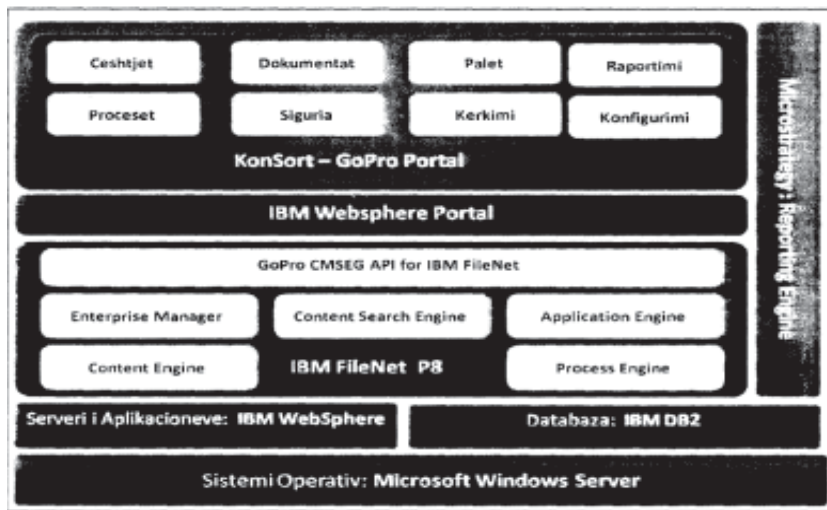 Ceshtjet
Dokumentat
Palet
Raportimi
Proceset
Siguria
Kerkimi
Konfigurimi
KonSort – GoPro Portal
IBM Websphere Portal
GoPro CMSEG API for IBM FileNet
Enterprise Manager
Content Search Engine
Application Engine
Content Engine
IBM FileNet P8
Process Engine
Serveri i Aplikacioneve: IBM WebSphere
Databaza: IBM DB2
Sistemi Operativ: Microsoft Windows Server
Microstrategy: Reporting Engine